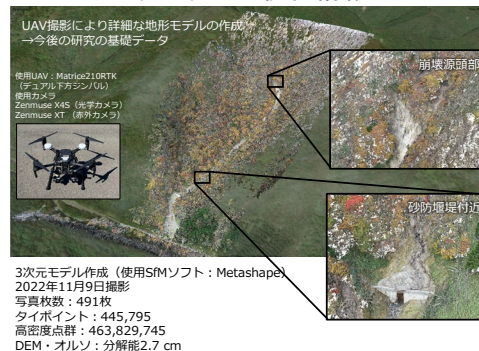 UAV撮影により詳細な地形モデルの作成
→今後の研究の基礎データ
使用UAV：Matrice210RTK
（デュアル下方ジンバル）
使用カメラ
Zenmuse X4S（光学カメラ）
Zenmuse XT （赤外カメラ）
崩壊源頭部
砂防堰堤付近
3次元モデル作成（使用SfMソフト：Metashape）
2022年11月9日撮影
写真枚数：491枚
タイポイント：445,795
高密度点群：463,829,745
DEM・オルソ：分解能2.7 cm